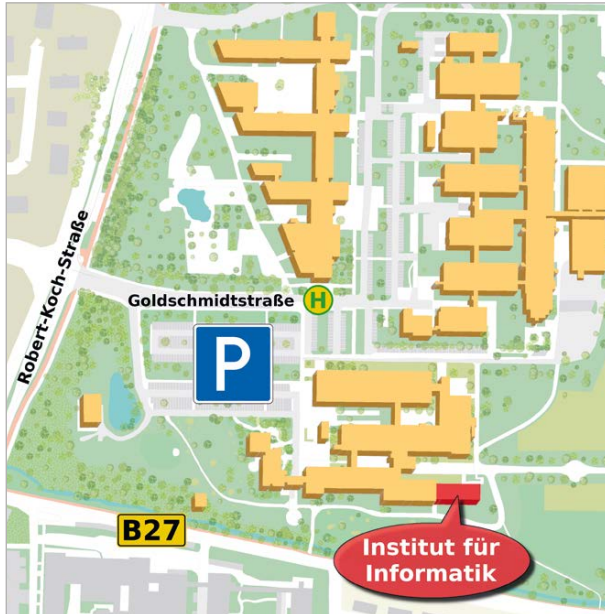 Robert-Koch-Straße
Goldschmidtstraße
H
P
B27
Institut für
Informatik